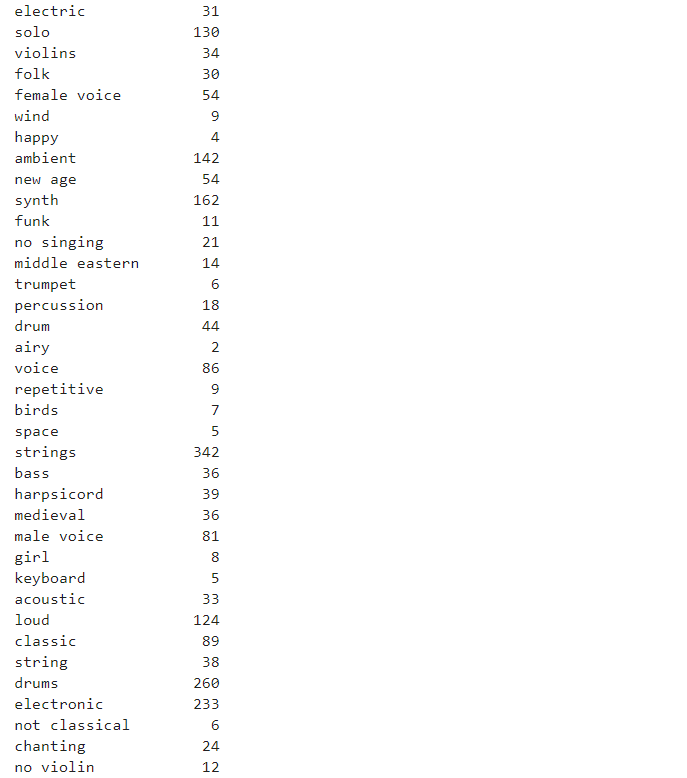 electric 31
solo 130
violins 34
folk 30
female voice 54
wind 9
happy 4
ambient 142
new age 54
synth 162
funk 11
no singing 21
middle eastern 14
trumpet 6
percussion 18
drum 44
airy 2
voice 86
repetitive 9
birds 7
space 5
strings 342
bass 36
harpsicord 39
medieval 36
male voice 81
girl 8
keyboard 5
acoustic 33
loud 124
classic 89
string 38
drums 260
electronic 233
not classical 6
chanting 24
no violin 12